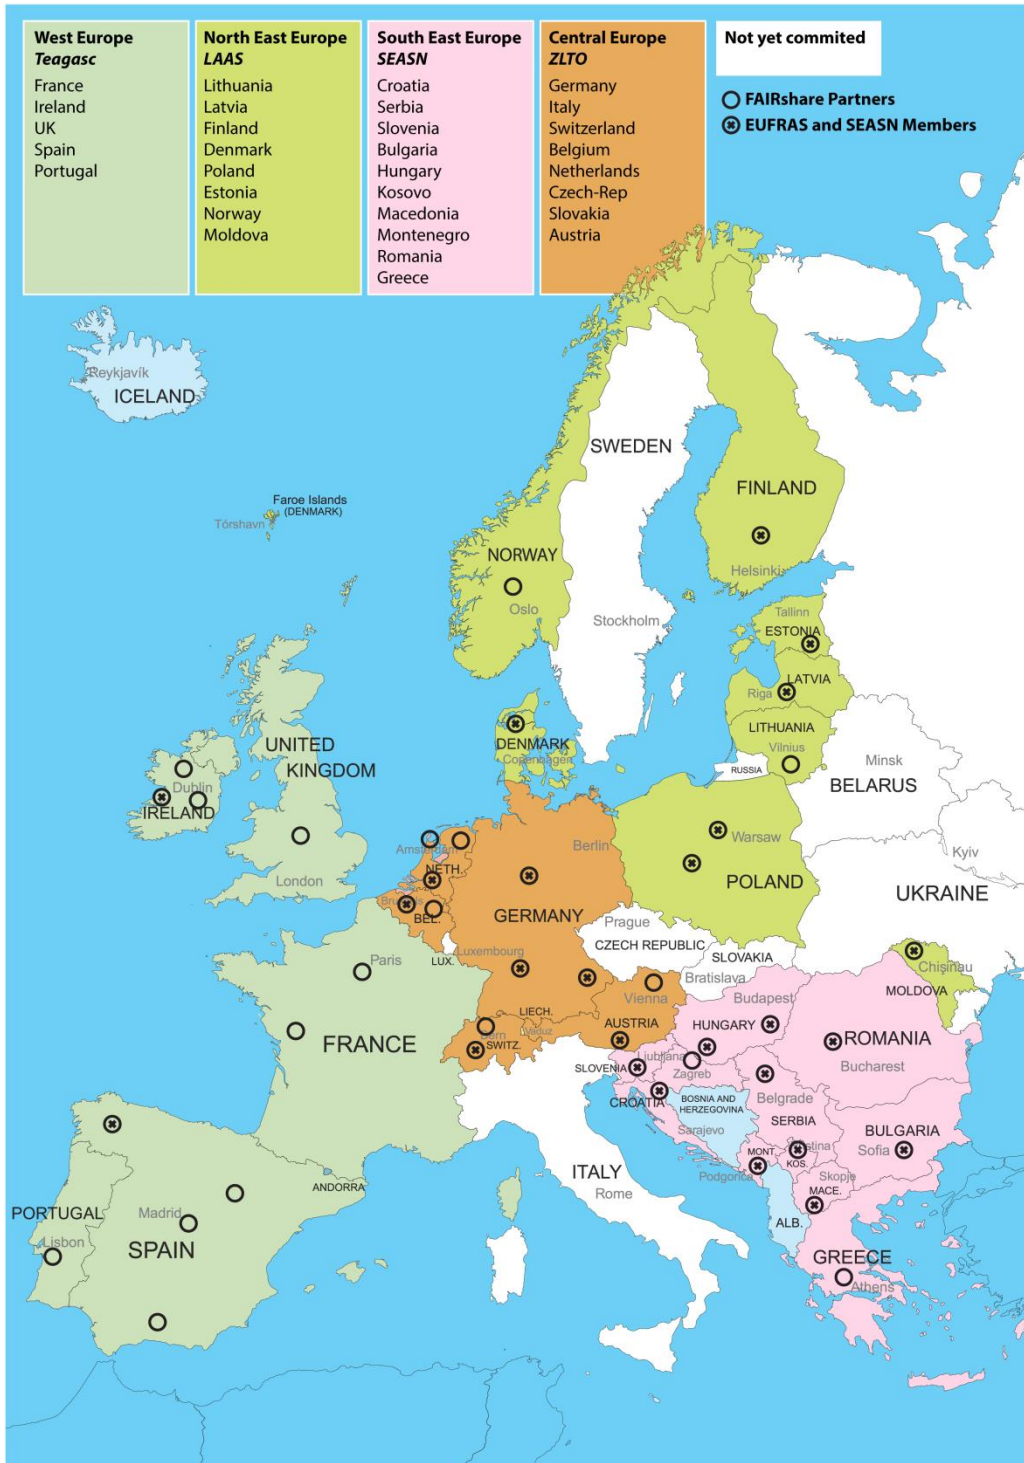 West Europe
Teagasc
France
Ireland
UK
Spain
Portugal
North East Europe
LAAS
Lithuania
Latvia
Finland
Denmark
Poland
Estonia
Norway
Moldova
South East Europe
SEASN
Croatia
Serbia
Slovenia
Bulgaria
Hungary
Kosovo
Macedonia
Montenegro
Romania
Greece
Central Europe
ZLTO
Germany
Italy
Switzerland
Belgium
Netherlands
Czech-Rep
Slovakia
Austria
Not yet commited
FAIRshare Partners
EUFRAS and SEASN Members
Reykjavík
ICELAND
SWEDEN
FINLAND
Faroe Islands
(DENMARK)
Tórshavn
NORWAY
Helsinki
Oslo
Stockholm
Tallinn
ESTONIA
LATVIA
Riga
LITHUANIA
Vilnius
UNITED
KINGDOM
DENMARK
Copenhagen
RUSSIA
Minsk
BELARUS
Dublin
IRELAND
London
Amsterdam
NETH.
Berlin
Warsaw
POLAND
Kyiv
UKRAINE
Brussels
BEL.
GERMANY
Prague
CZECH REPUBLIC
SLOVAKIA
Bratislava
Paris
LUX.
Luxembourg
Chișinau
MOLDOVA
Vienna
Budapest
LIECH.
Vaduz
AUSTRIA
HUNGARY
ROMANIA
FRANCE
Bern
SWITZ.
Ljubljana
SLOVENIA
Zagreb
Bucharest
CROATIA
BOSNIA AND
HERZEGOVINA
Belgrade
SERBIA
Sarajevo
BULGARIA
Sofia
MONT.
Pristina
KOS.
Podgorica
Skopje
MACE.
ITALY
Rome
ANDORRA
PORTUGAL
Lisbon
Madrid
SPAIN
ALB.
GREECE
Athens